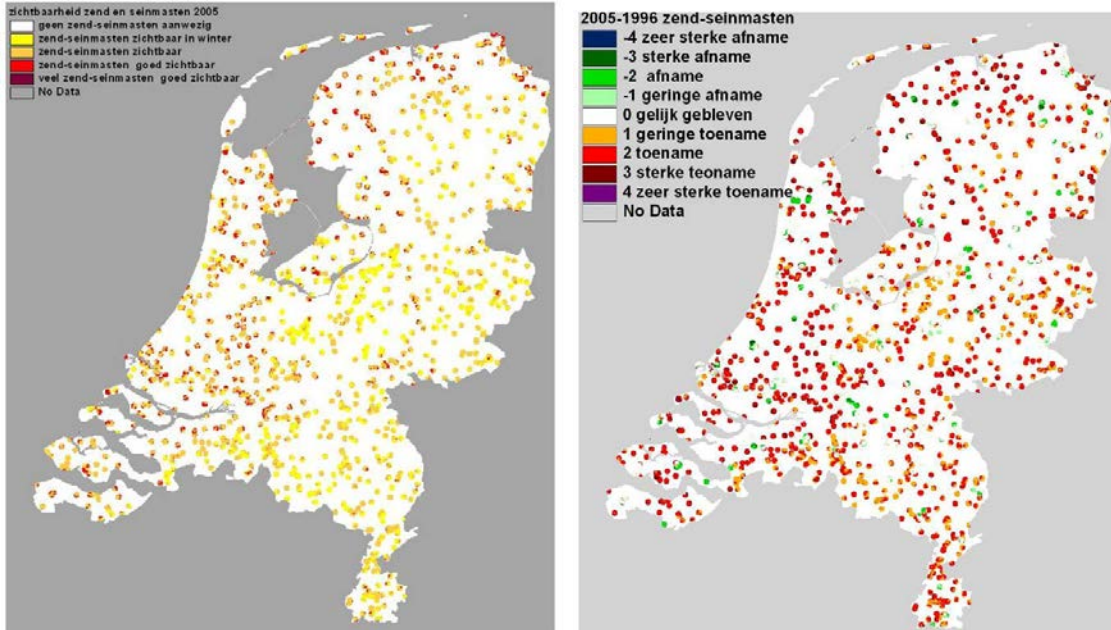 zichtbaarheid zend en seinmasten 2005
geen zend-seinmasten aanwezig
zend-seinmasten zichtbaar in winter
zend-seinmasten zichtbaar
zend-seinmasten goed zichtbaar
veel zend-seinmasten goed zichtbaar
No Data
2005-1996 zend-seinmasten
-4 zeer sterke afname
-3 sterke afname
-2 afname
-1 geringe afname
0 gelijk gebleven
1 geringe toename
2 toename
3 sterke teoname
4 zeer sterke toename
No Data